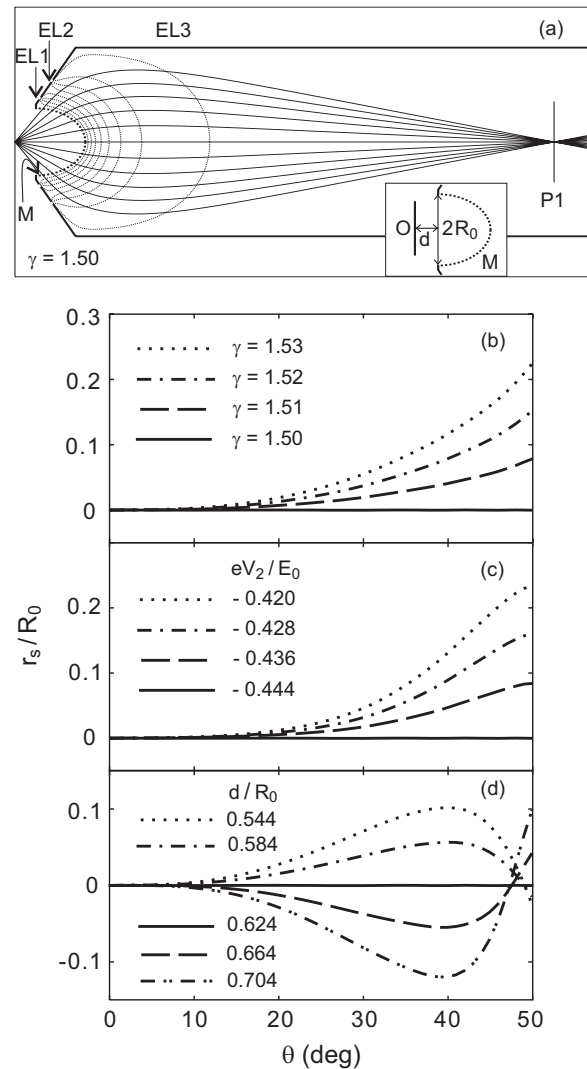 EL2
EL3
(a)
EL1
M
P1
O
d
2R₀
M
γ = 1.50
0.3
(b)
γ = 1.53
γ = 1.52
γ = 1.51
γ = 1.50
0.2
0.1
0
eV₂ / E₀
(c)
- 0.420
- 0.428
- 0.436
- 0.444
0.2
0.1
0
rₛ / R₀
d / R₀
(d)
0.544
0.584
0.624
0.664
0.704
0.1
0
-0.1
0 10 20 30 40 50
θ (deg)